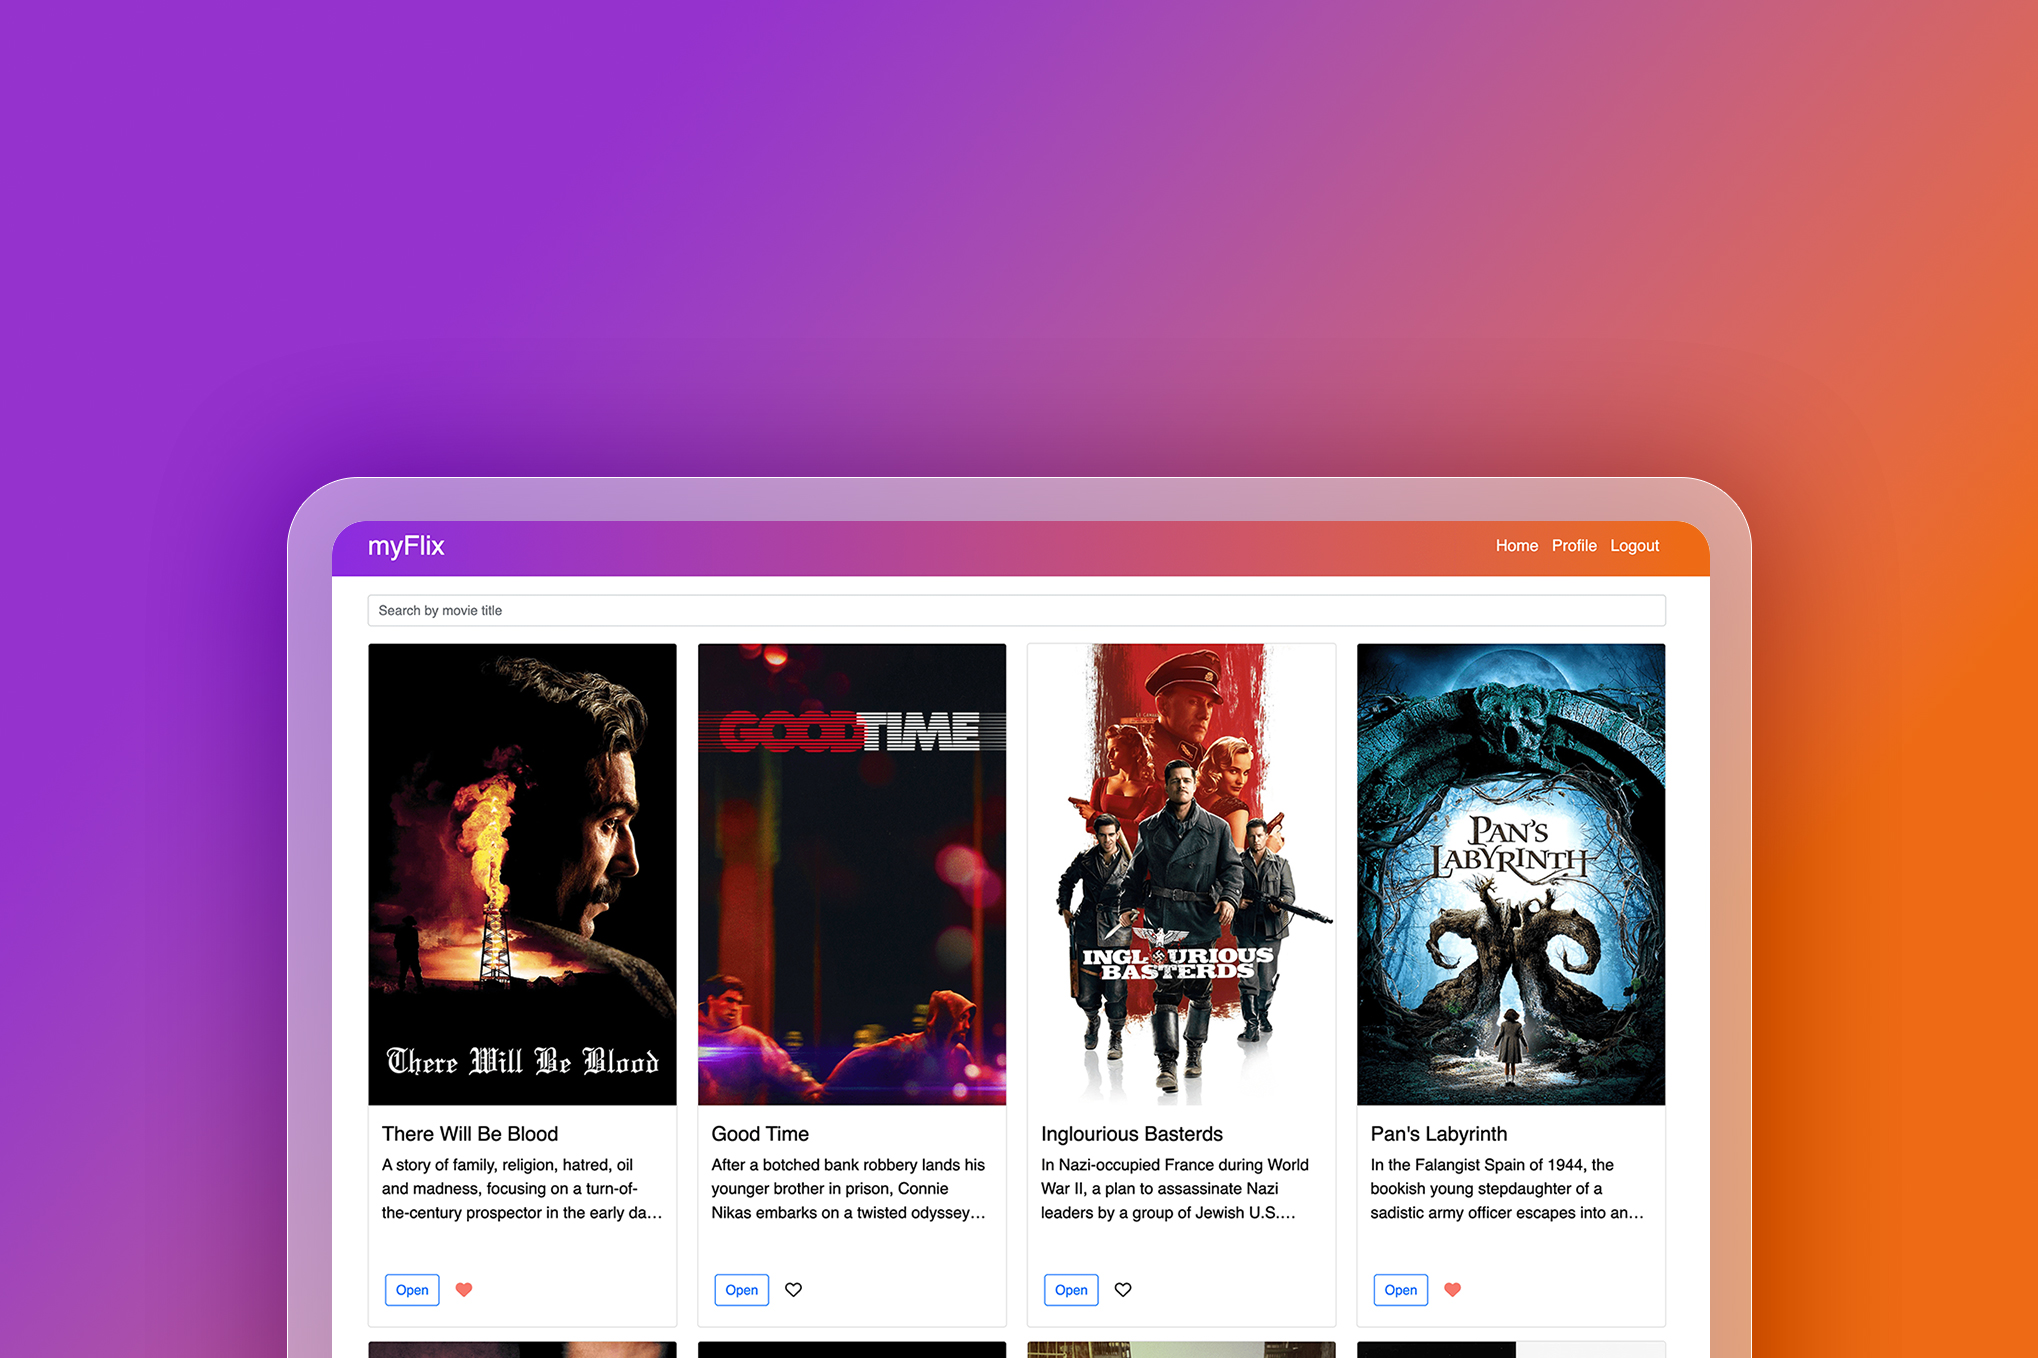 myFlix
Home Profile Logout
Search by movie title
There Will Be Blood
GOODTIME
INGLOURIOUS
BASTERDS
PAN'S
LABYRINTH
There Will Be Blood
A story of family, religion, hatred, oil
and madness, focusing on a turn-of-
the-century prospector in the early da…
Open
Good Time
After a botched bank robbery lands his
younger brother in prison, Connie
Nikas embarks on a twisted odyssey…
Open
Inglourious Basterds
In Nazi-occupied France during World
War II, a plan to assassinate Nazi
leaders by a group of Jewish U.S.…
Open
Pan's Labyrinth
In the Falangist Spain of 1944, the
bookish young stepdaughter of a
sadistic army officer escapes into an…
Open